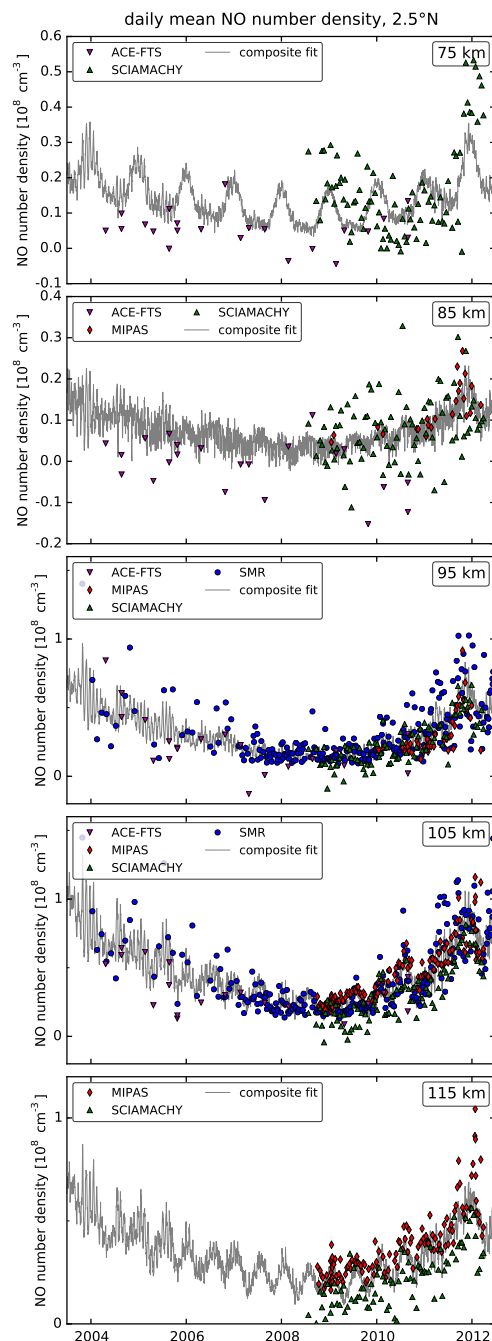 daily mean NO number density, 2.5°N
75 km
ACE-FTS
SCIAMACHY
composite fit
NO number density [10⁸ cm⁻³]
0.6
0.5
0.4
0.3
0.2
0.1
0.0
-0.1
85 km
ACE-FTS
MIPAS
SCIAMACHY
composite fit
NO number density [10⁸ cm⁻³]
0.4
0.3
0.2
0.1
0.0
-0.1
-0.2
95 km
ACE-FTS
MIPAS
SCIAMACHY
SMR
composite fit
NO number density [10⁸ cm⁻³]
1
0
105 km
ACE-FTS
MIPAS
SCIAMACHY
SMR
composite fit
NO number density [10⁸ cm⁻³]
1
0
115 km
MIPAS
SCIAMACHY
composite fit
NO number density [10⁸ cm⁻³]
1
0
2004 2006 2008 2010 2012